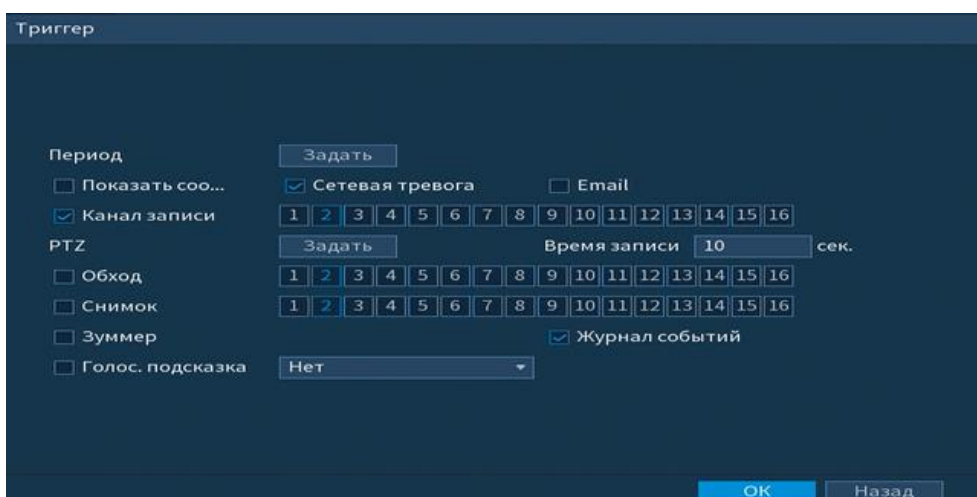 Триггер
Период Задать
Показать соо... Сетевая тревога Email
Канал записи 1 2 3 4 5 6 7 8 9 10 11 12 13 14 15 16
PTZ Задать Время записи 10 сек.
Обход 1 2 3 4 5 6 7 8 9 10 11 12 13 14 15 16
Снимок 1 2 3 4 5 6 7 8 9 10 11 12 13 14 15 16
Зуммер Журнал событий
Голос. подсказка Нет
ОК Назад